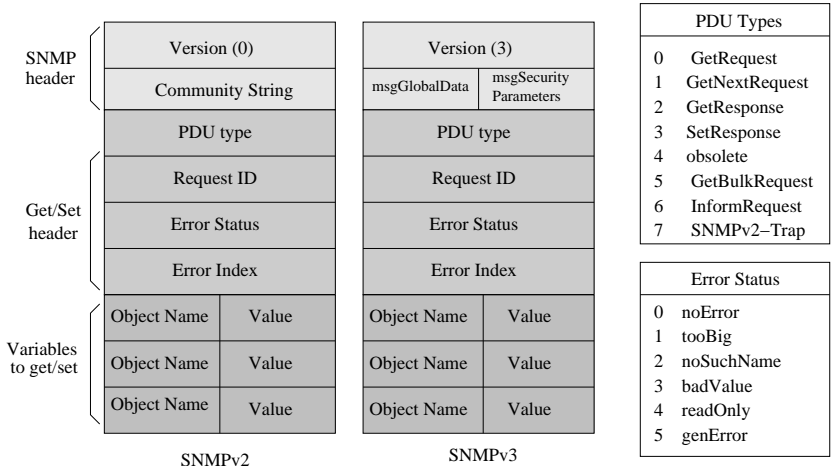 SNMP
header
Get/Set
header
Variables
to get/set
Version (0)
Community String
PDU type
Request ID
Error Status
Error Index
Object Name Value
Object Name Value
Object Name Value
SNMPv2
Version (3)
msgGlobalData
msgSecurity
Parameters
PDU type
Request ID
Error Status
Error Index
Object Name Value
Object Name Value
Object Name Value
SNMPv3
PDU Types
0 GetRequest
1 GetNextRequest
2 GetResponse
3 SetResponse
4 obsolete
5 GetBulkRequest
6 InformRequest
7 SNMPv2−Trap
Error Status
0 noError
1 tooBig
2 noSuchName
3 badValue
4 readOnly
5 genError